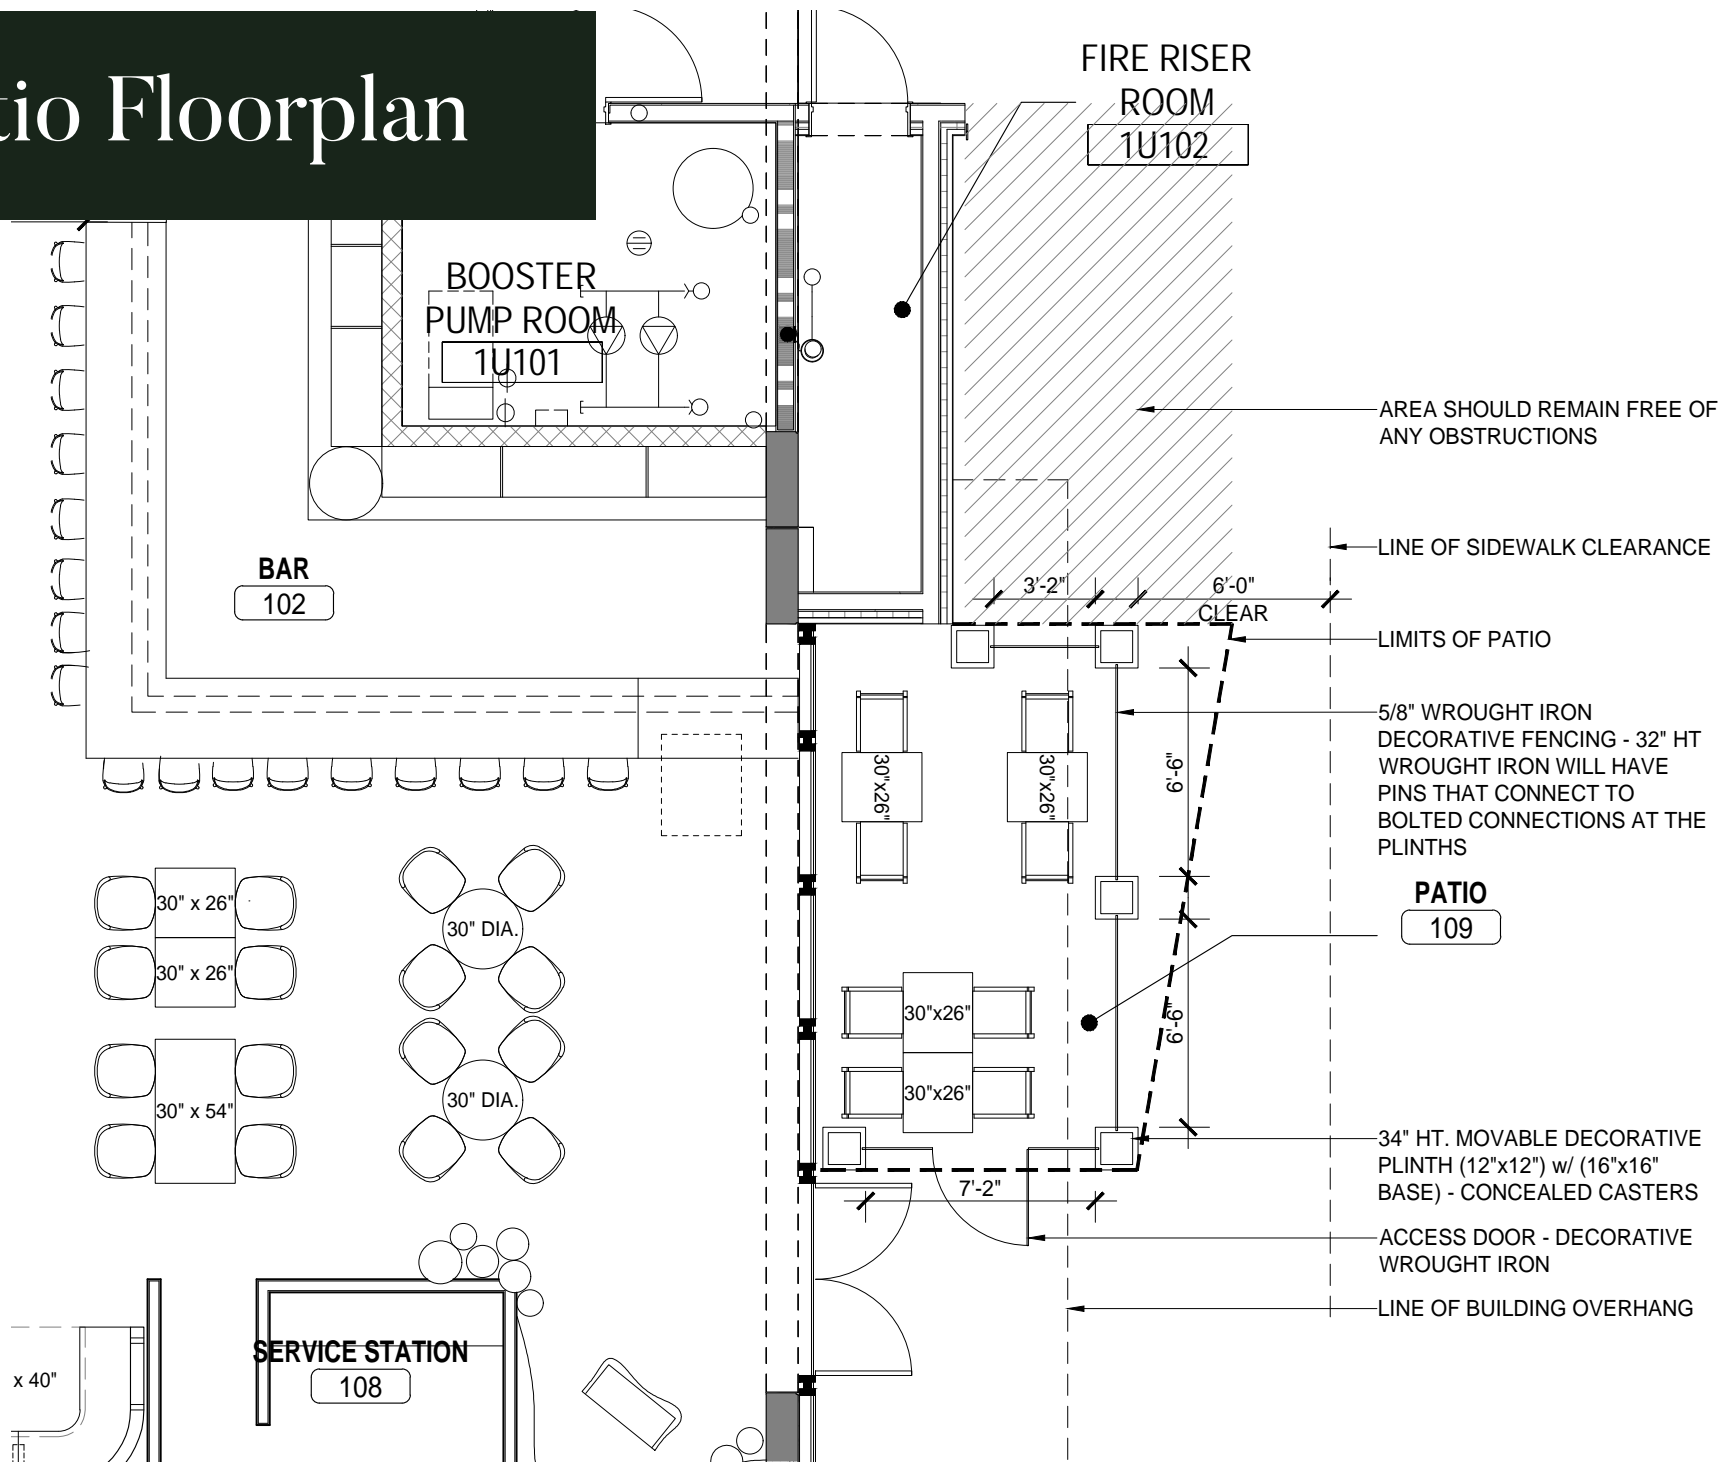 tio Floorplan
FIRE RISER
ROOM
1U102
BOOSTER
PUMP ROOM
1U101
AREA SHOULD REMAIN FREE OF
ANY OBSTRUCTIONS
LINE OF SIDEWALK CLEARANCE
BAR
102
3'-2"
6'-0"
CLEAR
LIMITS OF PATIO
5/8" WROUGHT IRON
DECORATIVE FENCING - 32" HT
WROUGHT IRON WILL HAVE
PINS THAT CONNECT TO
BOLTED CONNECTIONS AT THE
PLINTHS
30"x26"
30"x26"
6'-6"
PATIO
109
30" x 26"
30" x 26"
30" DIA.
30"x26"
30"x26"
6'-6"
30" x 54"
30" DIA.
34" HT. MOVABLE DECORATIVE
PLINTH (12"x12") w/ (16"x16"
BASE) - CONCEALED CASTERS
7'-2"
ACCESS DOOR - DECORATIVE
WROUGHT IRON
LINE OF BUILDING OVERHANG
SERVICE STATION
108
x 40"